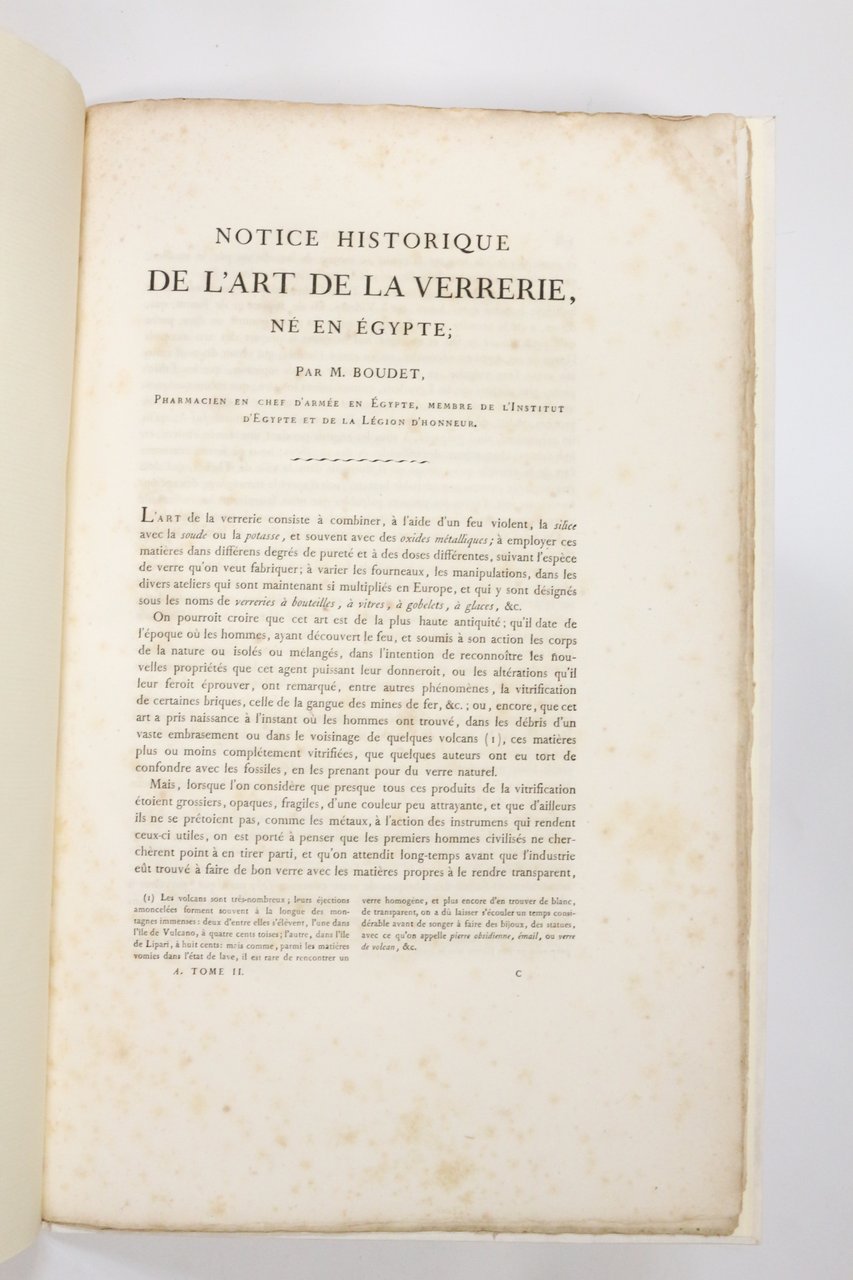 NOTICE HISTORIQUE
DE L'ART DE LA VERRERIE,
NÉ EN ÉGYPTE;
PAR M. BOUDET,
PHARMACIEN EN CHEF D'ARMÉE EN ÉGYPTE, MEMBRE DE L'INSTITUT
D'ÉGYPTE ET DE LA LÉGION D'HONNEUR.
L'ART de la verrerie consiste à combiner, à l'aide d'un feu violent, la silice
avec la soude ou la potasse, et souvent avec des oxides métalliques; à employer ces
matières dans différens degrés de pureté et à des doses différentes, suivant l'espèce
de verre qu'on veut fabriquer; à varier les fourneaux, les manipulations, dans les
divers ateliers qui sont maintenant si multipliés en Europe, et qui y sont désignés
sous les noms de verreries à bouteilles, à vitres, à gobelets, à glaces, &c.
On pourroit croire que cet art est de la plus haute antiquité; qu'il date de
l'époque où les hommes, ayant découvert le feu, et soumis à son action les corps
de la nature ou isolés ou mélangés, dans l'intention de reconnoître les nou-
velles propriétés que cet agent puissant leur donneroit, ou les altérations qu'il
leur feroit éprouver, ont remarqué, entre autres phénomènes, la vitrification
de certaines briques, celle de la gangue des mines de fer, &c.; ou, encore, que cet
art a pris naissance à l'instant où les hommes ont trouvé, dans les débris d'un
vaste embrasement ou dans le voisinage de quelques volcans (1), ces matières
plus ou moins complétement vitrifiées, que quelques auteurs ont eu tort de
confondre avec les fossiles, en les prenant pour du verre naturel.
Mais, lorsque l'on considère que presque tous ces produits de la vitrification
étoient grossiers, opaques, fragiles, d'une couleur peu attrayante, et que d'ailleurs
ils ne se prêtoient pas, comme les métaux, à l'action des instrumens qui rendent
ceux-ci utiles, on est porté à penser que les premiers hommes civilisés ne cher-
chèrent point à en tirer parti, et qu'on attendit long-temps avant que l'industrie
eût trouvé à faire de bon verre avec les matières propres à le rendre transparent,
(1) Les volcans sont très-nombreux; leurs éjections
amoncelées forment souvent à la longue des mon-
tagnes immenses: deux d'entre elles s'élèvent, l'une dans
l'île de Vulcano, à quatre cents toises; l'autre, dans l'île
de Lipari, à huit cents: mais comme, parmi les matières
vomies dans l'état de lave, il est rare de rencontrer un
verre homogène, et plus encore d'en trouver de blanc,
de transparent, on a dû laisser s'écouler un temps consi-
dérable avant de songer à faire des bijoux, des statues,
avec ce qu'on appelle pierre obsidienne, émail, ou verre
de volcan, &c.
A. TOME II.
C